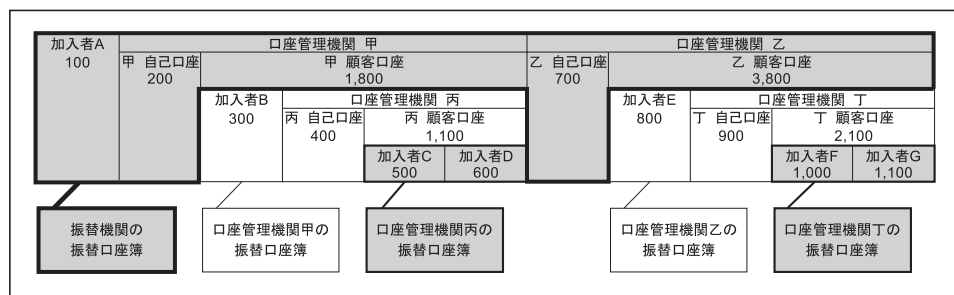 加入者A
100
口座管理機関 甲
口座管理機関 乙
甲 自己口座
200
甲 顧客口座
1,800
乙 自己口座
700
乙 顧客口座
3,800
加入者B
300
口座管理機関 丙
加入者E
800
口座管理機関 丁
丙 自己口座
400
丙 顧客口座
1,100
丁 自己口座
900
丁 顧客口座
2,100
加入者C
500
加入者D
600
加入者F
1,000
加入者G
1,100
振替機関の
振替口座簿
口座管理機関甲の
振替口座簿
口座管理機関丙の
振替口座簿
口座管理機関乙の
振替口座簿
口座管理機関丁の
振替口座簿